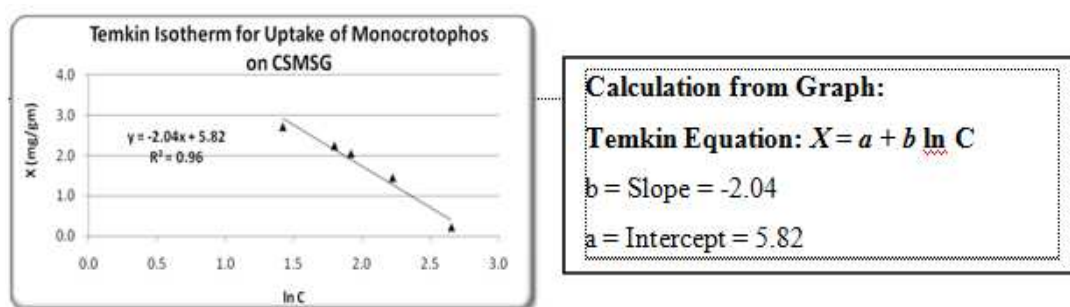 Temkin Isotherm for Uptake of Monocrotophos
on CSMSG
4.0
3.0
2.0
1.0
0.0
X (mg/gm)
y = -2.04x + 5.82
R² = 0.96
0.0 0.5 1.0 1.5 2.0 2.5 3.0
ln C
Calculation from Graph:
Temkin Equation: X = a + b ln C
b = Slope = -2.04
a = Intercept = 5.82